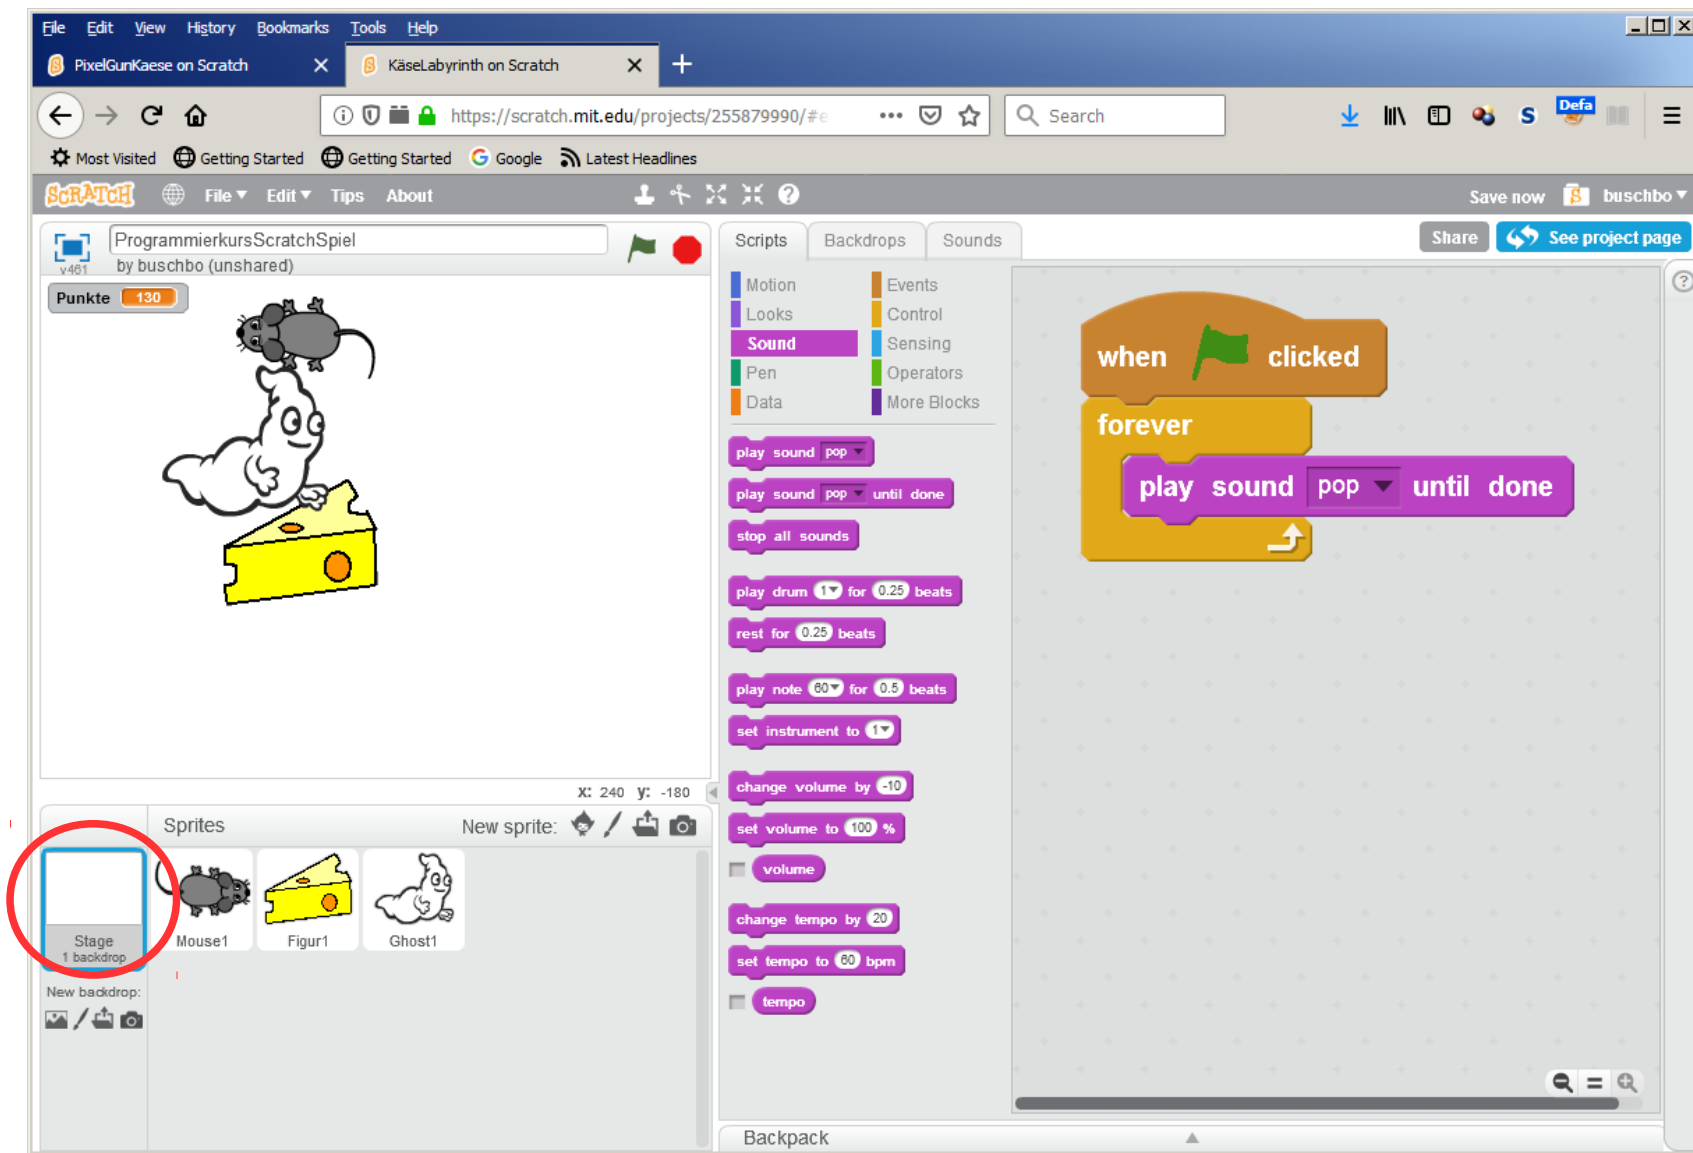 File Edit View History Bookmarks Tools Help
PixelGunKaese on Scratch
KäseLabyrinth on Scratch
https://scratch.mit.edu/projects/255879990/#e
Search
Defa
Most Visited Getting Started Getting Started Google Latest Headlines
SCRATCH File Edit Tips About
Save now buschbo
ProgrammierkursScratchSpiel
by buschbo (unshared)
v461
Punkte 130
Scripts Backdrops Sounds
Share See project page
Motion Events
Looks Control
Sound Sensing
Pen Operators
Data More Blocks
play sound pop
play sound pop until done
stop all sounds
play drum 1 for 0.25 beats
rest for 0.25 beats
play note 60 for 0.5 beats
set instrument to 1
change volume by -10
set volume to 100 %
volume
change tempo by 20
set tempo to 60 bpm
tempo
when clicked
forever
play sound pop until done
x: 240 y: -180
Sprites New sprite:
Stage
1 backdrop
Mouse1 Figur1 Ghost1
New backdrop:
Backpack